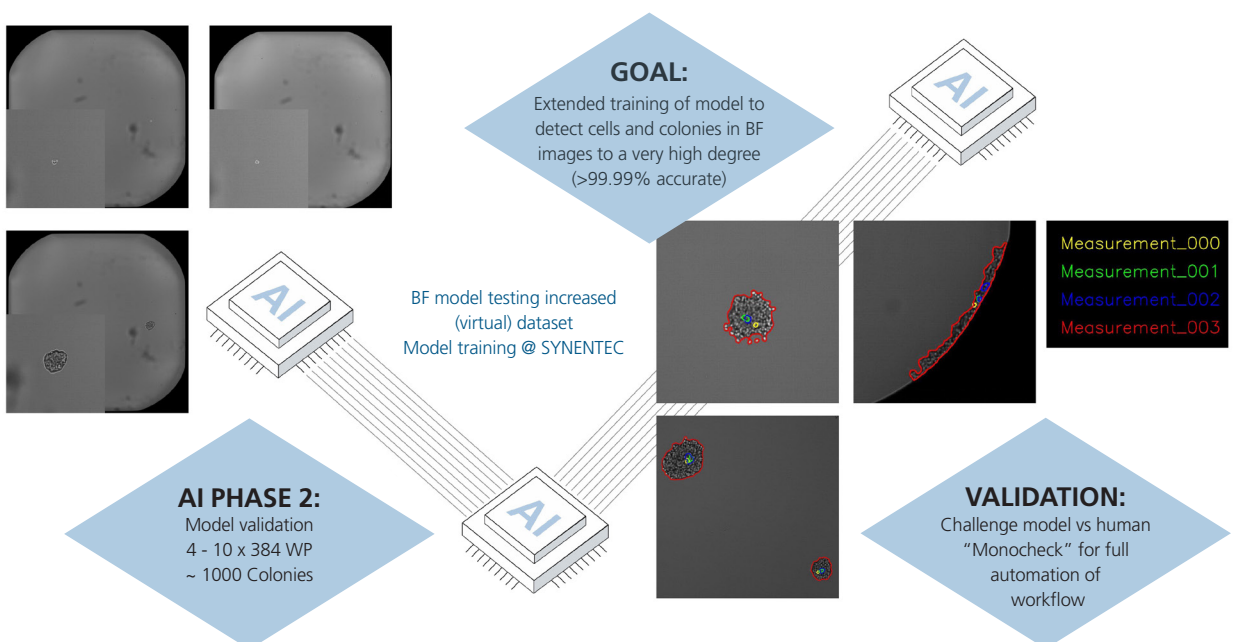 GOAL:
Extended training of model to
detect cells and colonies in BF
images to a very high degree
(>99.99% accurate)
AI
Measurement_000
Measurement_001
Measurement_002
Measurement_003
AI
BF model testing increased
(virtual) dataset
Model training @ SYNENTEC
AI PHASE 2:
Model validation
4 - 10 x 384 WP
~ 1000 Colonies
AI
VALIDATION:
Challenge model vs human
“Monocheck” for full
automation of
workflow